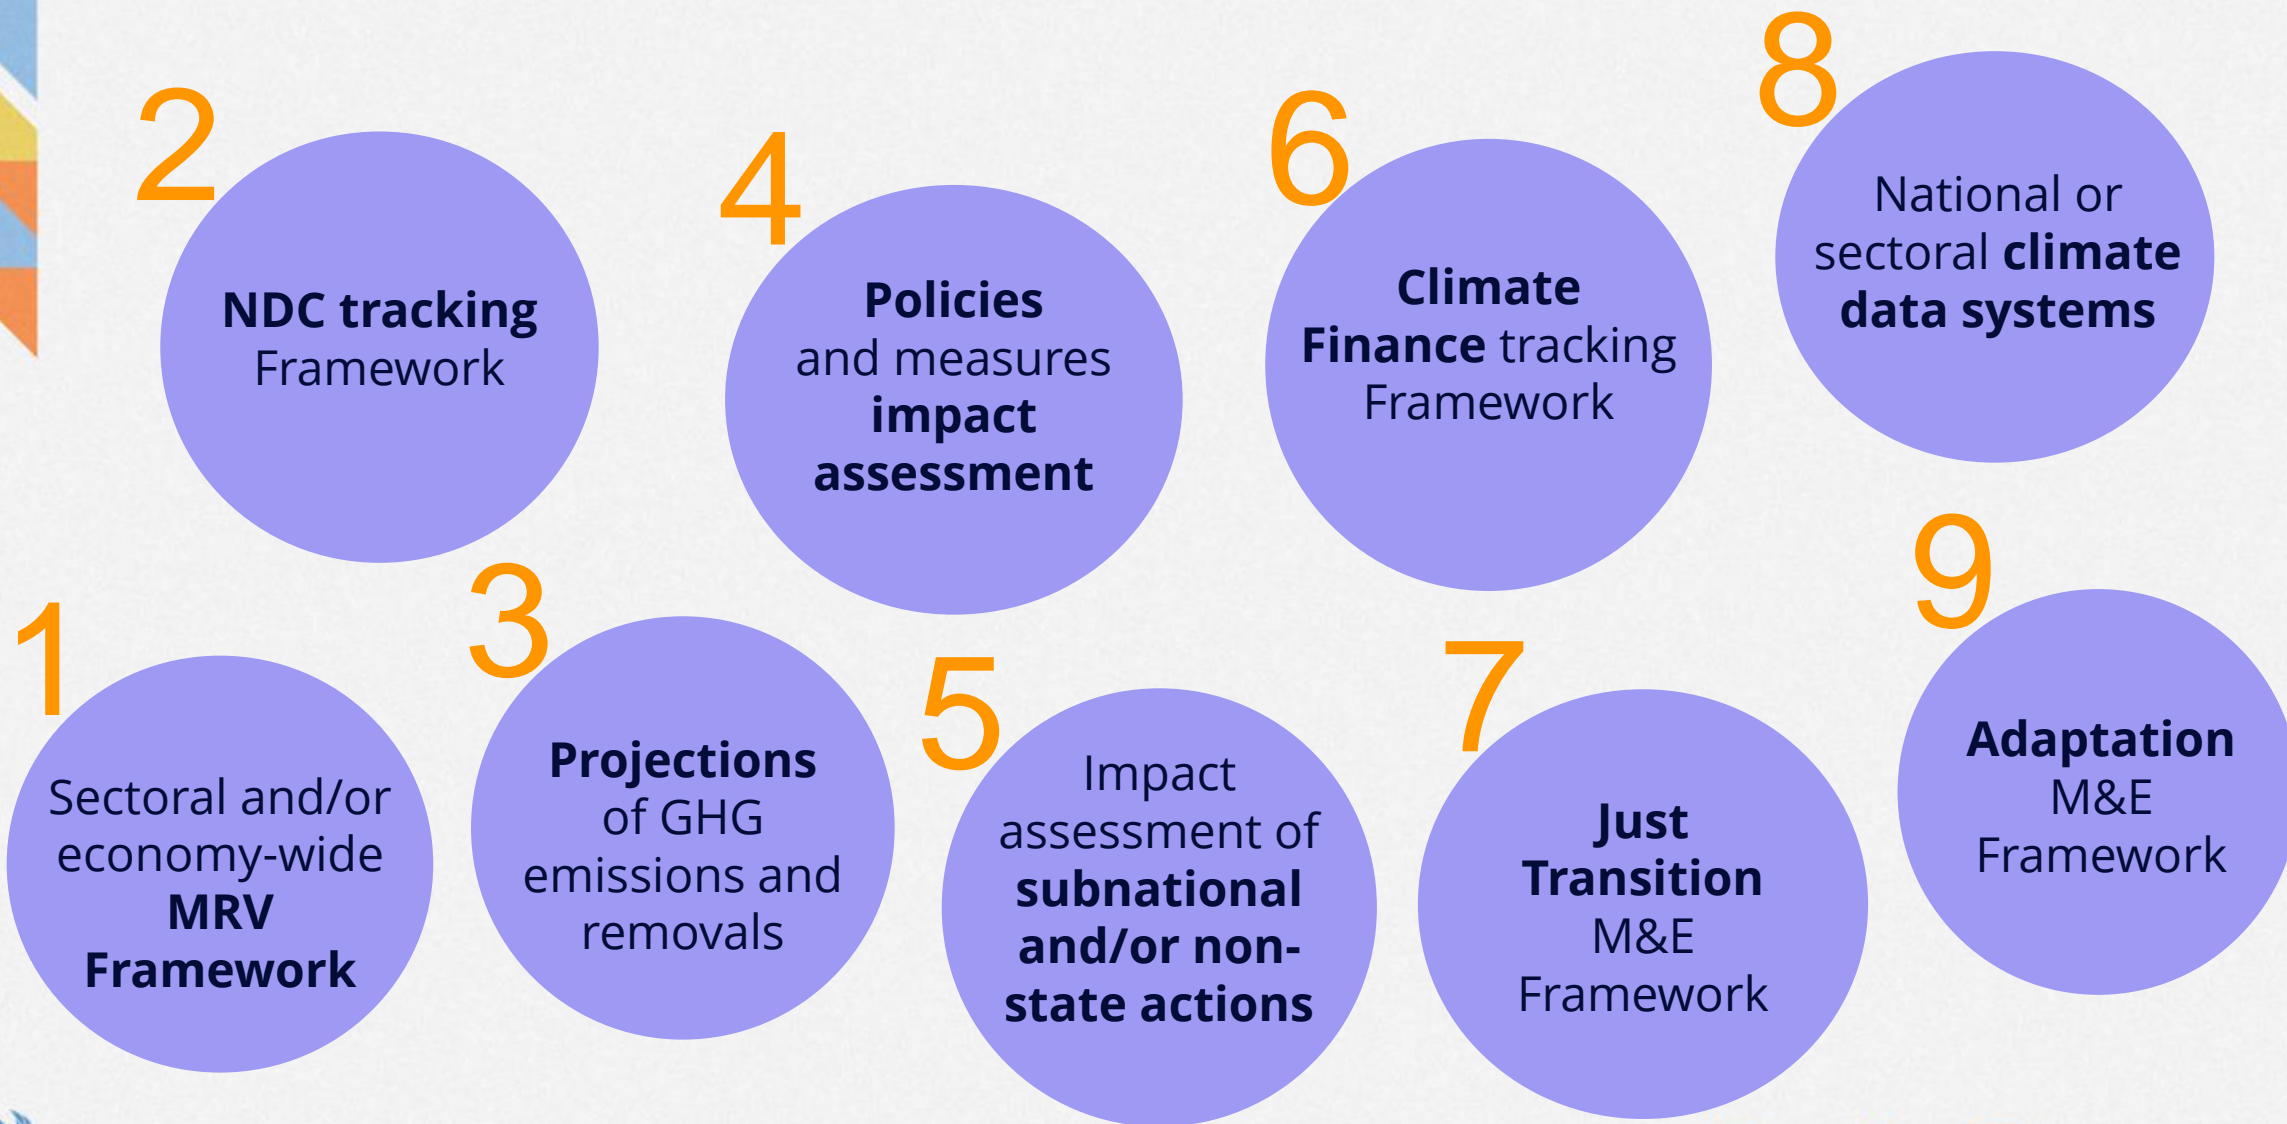 1
Sectoral and/or
economy-wide
MRV
Framework
2
NDC tracking
Framework
3
Projections
of GHG
emissions and
removals
4
Policies
and measures
impact
assessment
5
Impact
assessment of
subnational
and/or non-
state actions
6
Climate
Finance tracking
Framework
7
Just
Transition
M&E
Framework
8
National or
sectoral climate
data systems
9
Adaptation
M&E
Framework